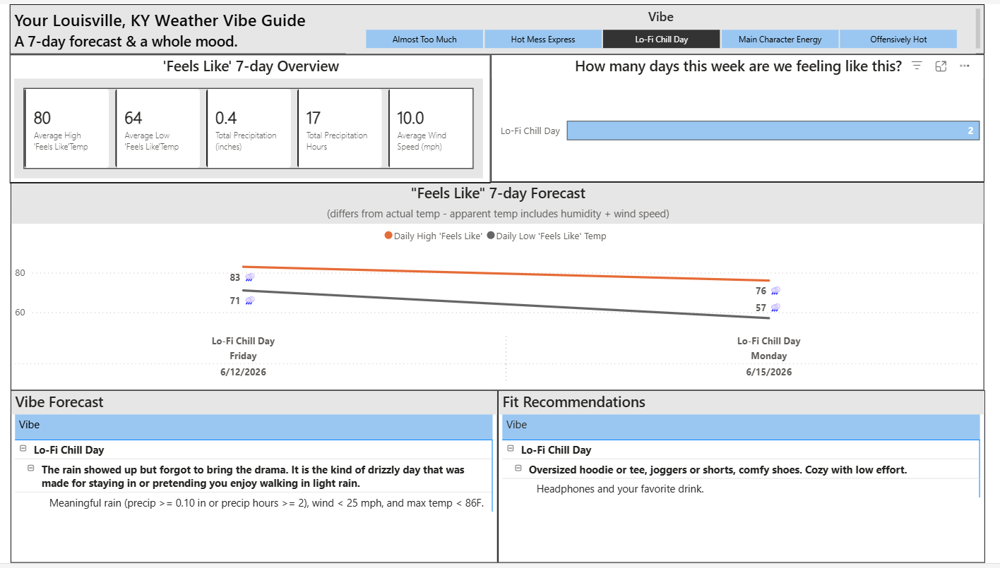 Your Louisville, KY Weather Vibe Guide
A 7-day forecast & a whole mood.
Vibe
Almost Too Much
Hot Mess Express
Lo-Fi Chill Day
Main Character Energy
Offensively Hot
'Feels Like' 7-day Overview
80
Average High
'Feels Like'Temp
64
Average Low
'Feels Like'Temp
0.4
Total Precipitation
(inches)
17
Total Precipitation
Hours
10.0
Average Wind
Speed (mph)
How many days this week are we feeling like this?
Lo-Fi Chill Day
2
"Feels Like" 7-day Forecast
(differs from actual temp - apparent temp includes humidity + wind speed)
Daily High 'Feels Like'
Daily Low 'Feels Like' Temp
80
60
83
71
76
57
Lo-Fi Chill Day
Friday
6/12/2026
Lo-Fi Chill Day
Monday
6/15/2026
Vibe Forecast
Vibe
Lo-Fi Chill Day
The rain showed up but forgot to bring the drama. It is the kind of drizzly day that was
made for staying in or pretending you enjoy walking in light rain.
Meaningful rain (precip >= 0.10 in or precip hours >= 2), wind < 25 mph, and max temp < 86F.
Fit Recommendations
Vibe
Lo-Fi Chill Day
Oversized hoodie or tee, joggers or shorts, comfy shoes. Cozy with low effort.
Headphones and your favorite drink.